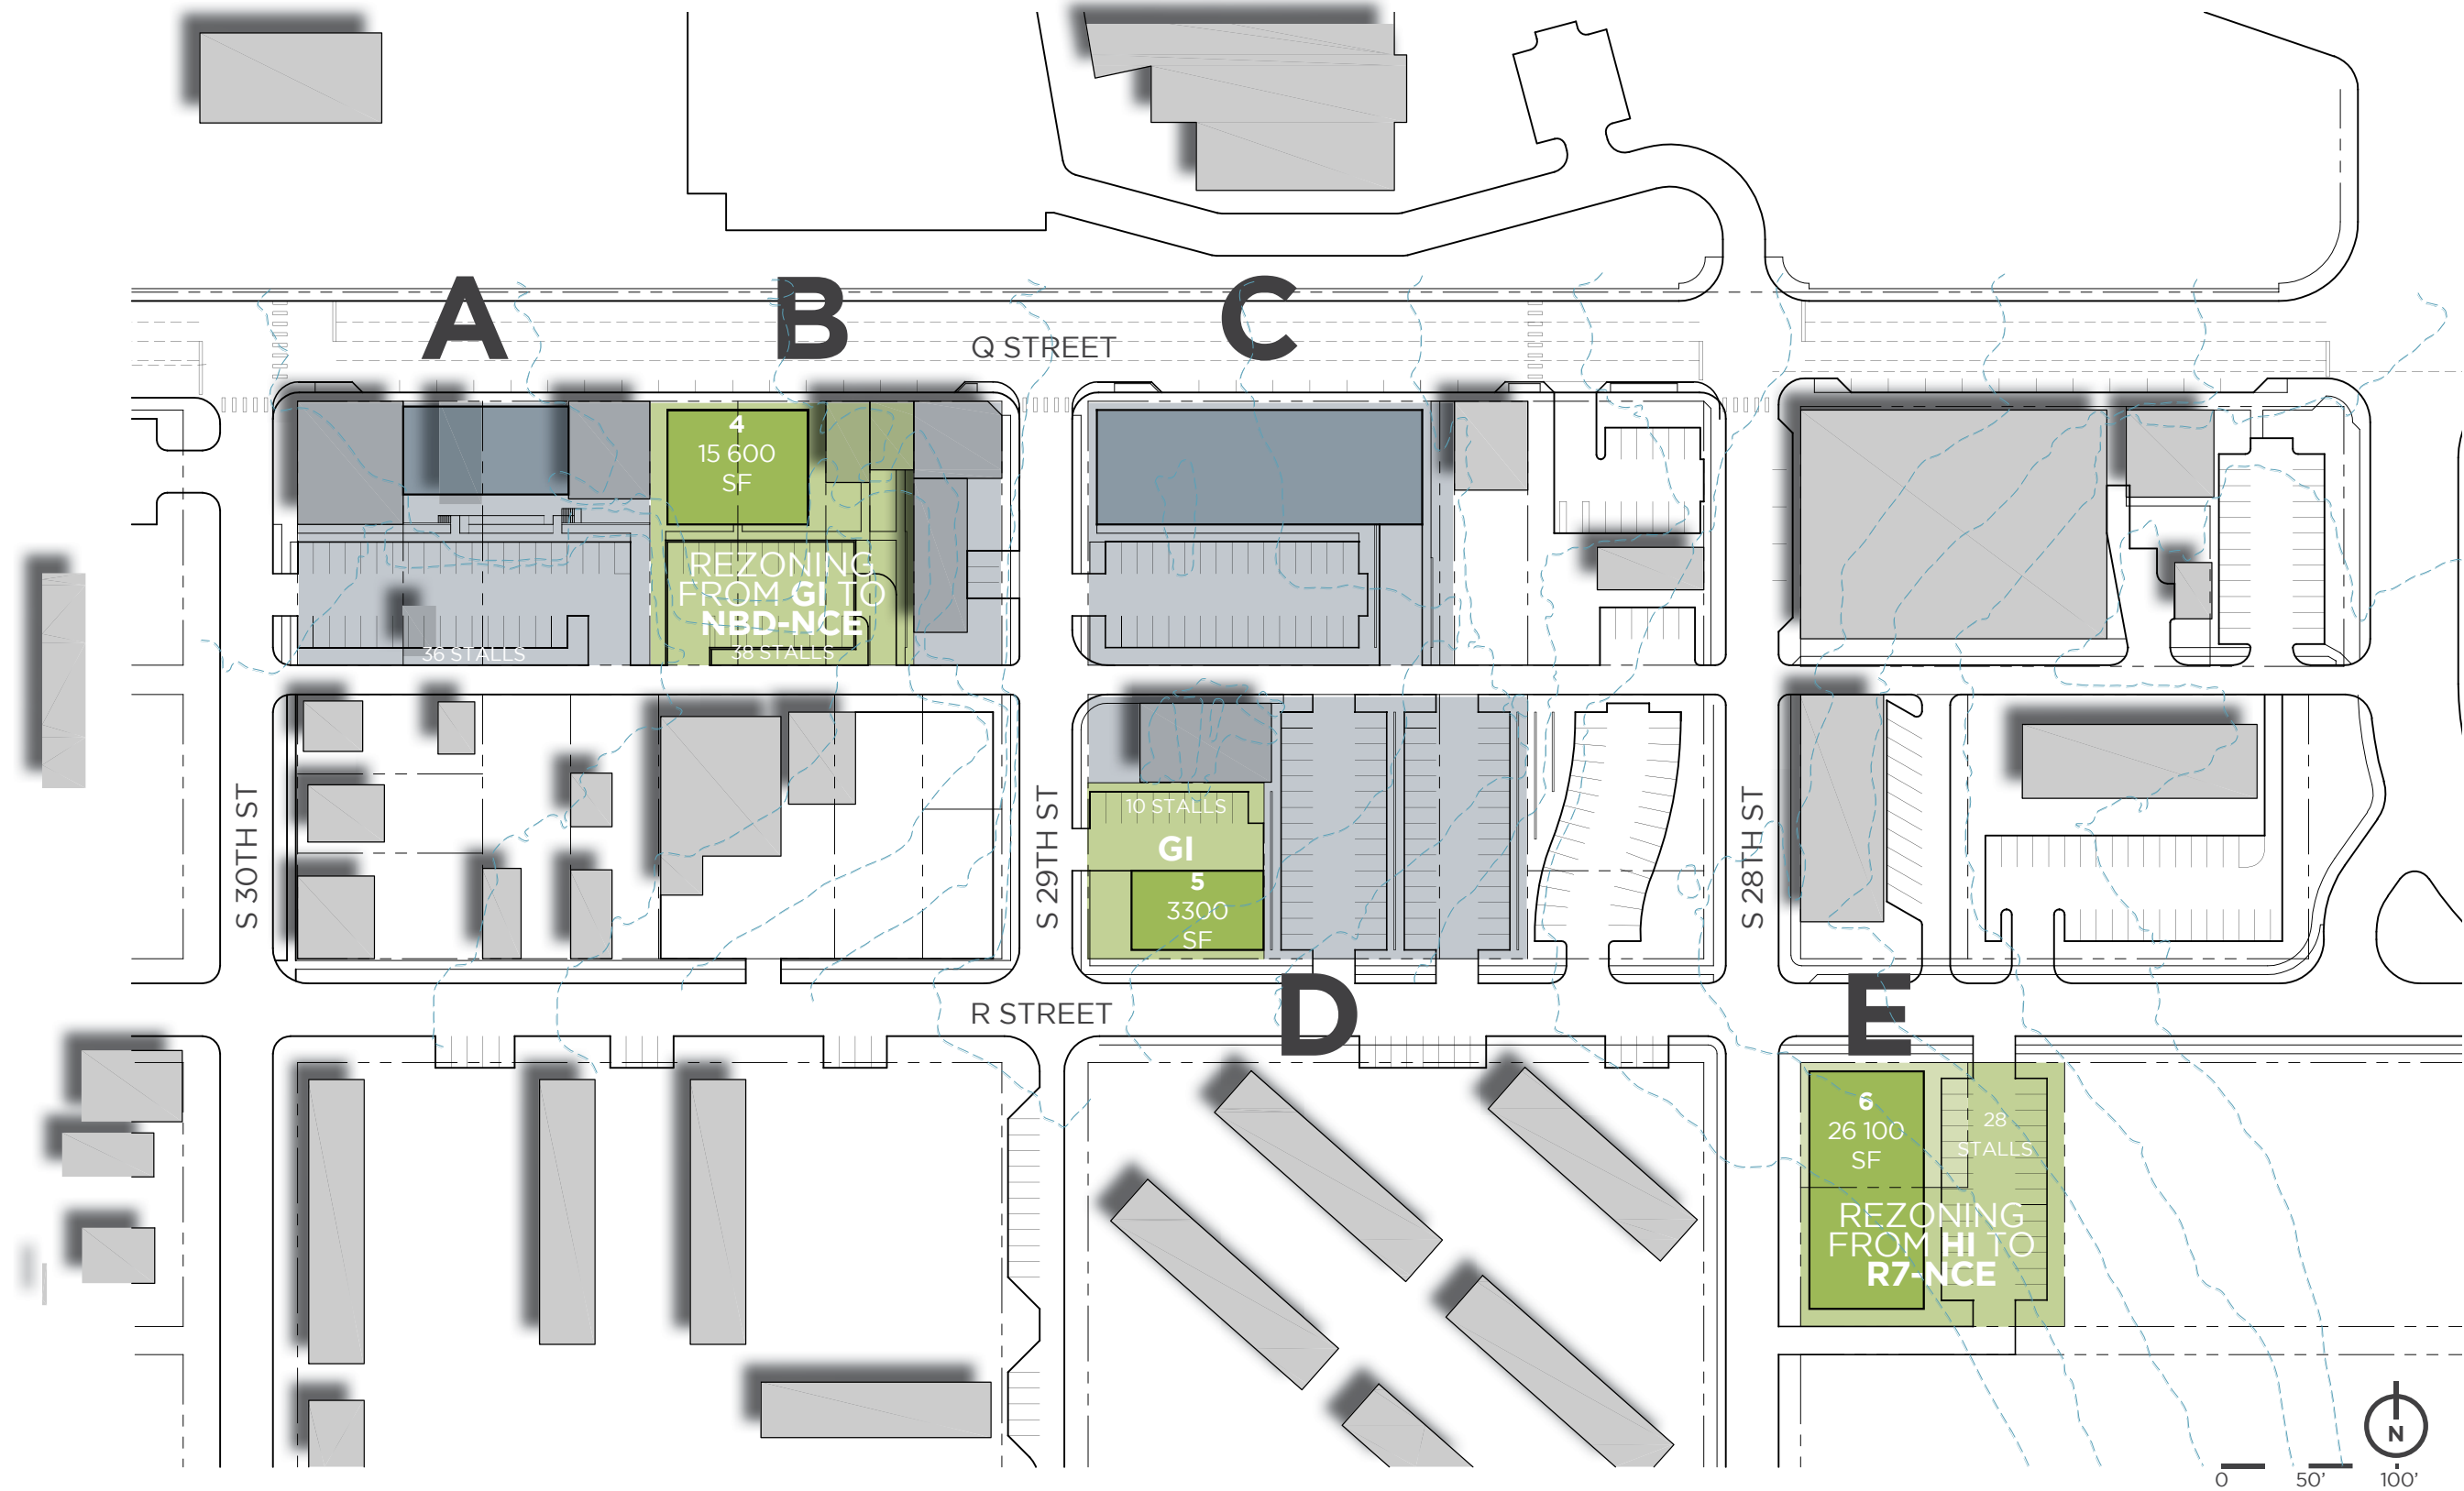 A
B
C
Q STREET
4
15 600
SF
REZONING
FROM GI TO
NBD-NCE
38 STALLS
36 STALLS
S 30TH ST
S 29TH ST
S 28TH ST
10 STALLS
GI
5
3300
SF
R STREET
D
E
6
26 100
SF
28
STALLS
REZONING
FROM HI TO
R7-NCE
N
0 50' 100'